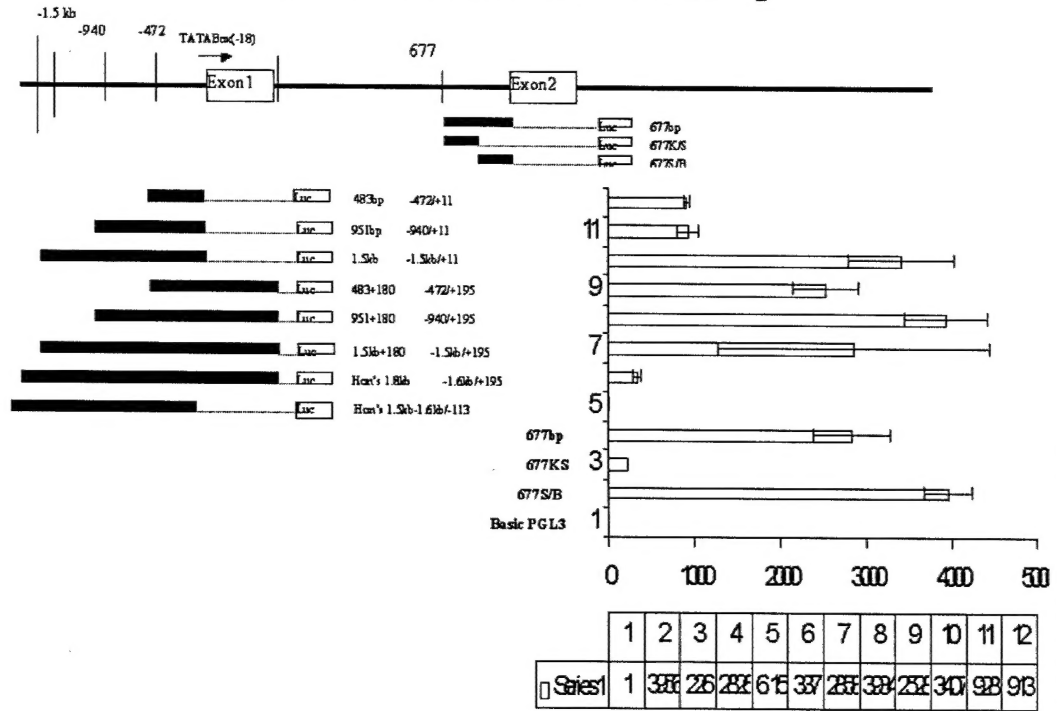 -1.5 kb
-940 -472 TATABox(-18) 677
Exon1 Exon2
Luc 677bp
Luc 677K/S
Luc 677S/B
Luc 483bp -472/+11
Luc 951bp -940/+11
Luc 1.5kb -1.5kb/+11
Luc 483+180 -472/+195
Luc 951+180 -940/+195
Luc 1.5kb+180 -1.5kb/+195
Luc 1.8kb -1.6kb/+195
Luc 1.5kb-1.6kb/-113
11
9
7
5
677bp
677KS 3
677S/B
Basic PGL3 1
0 1000 2000 3000 4000 5000
1 2 3 4 5 6 7 8 9 10 11 12
Series1 1 226 337 928 913